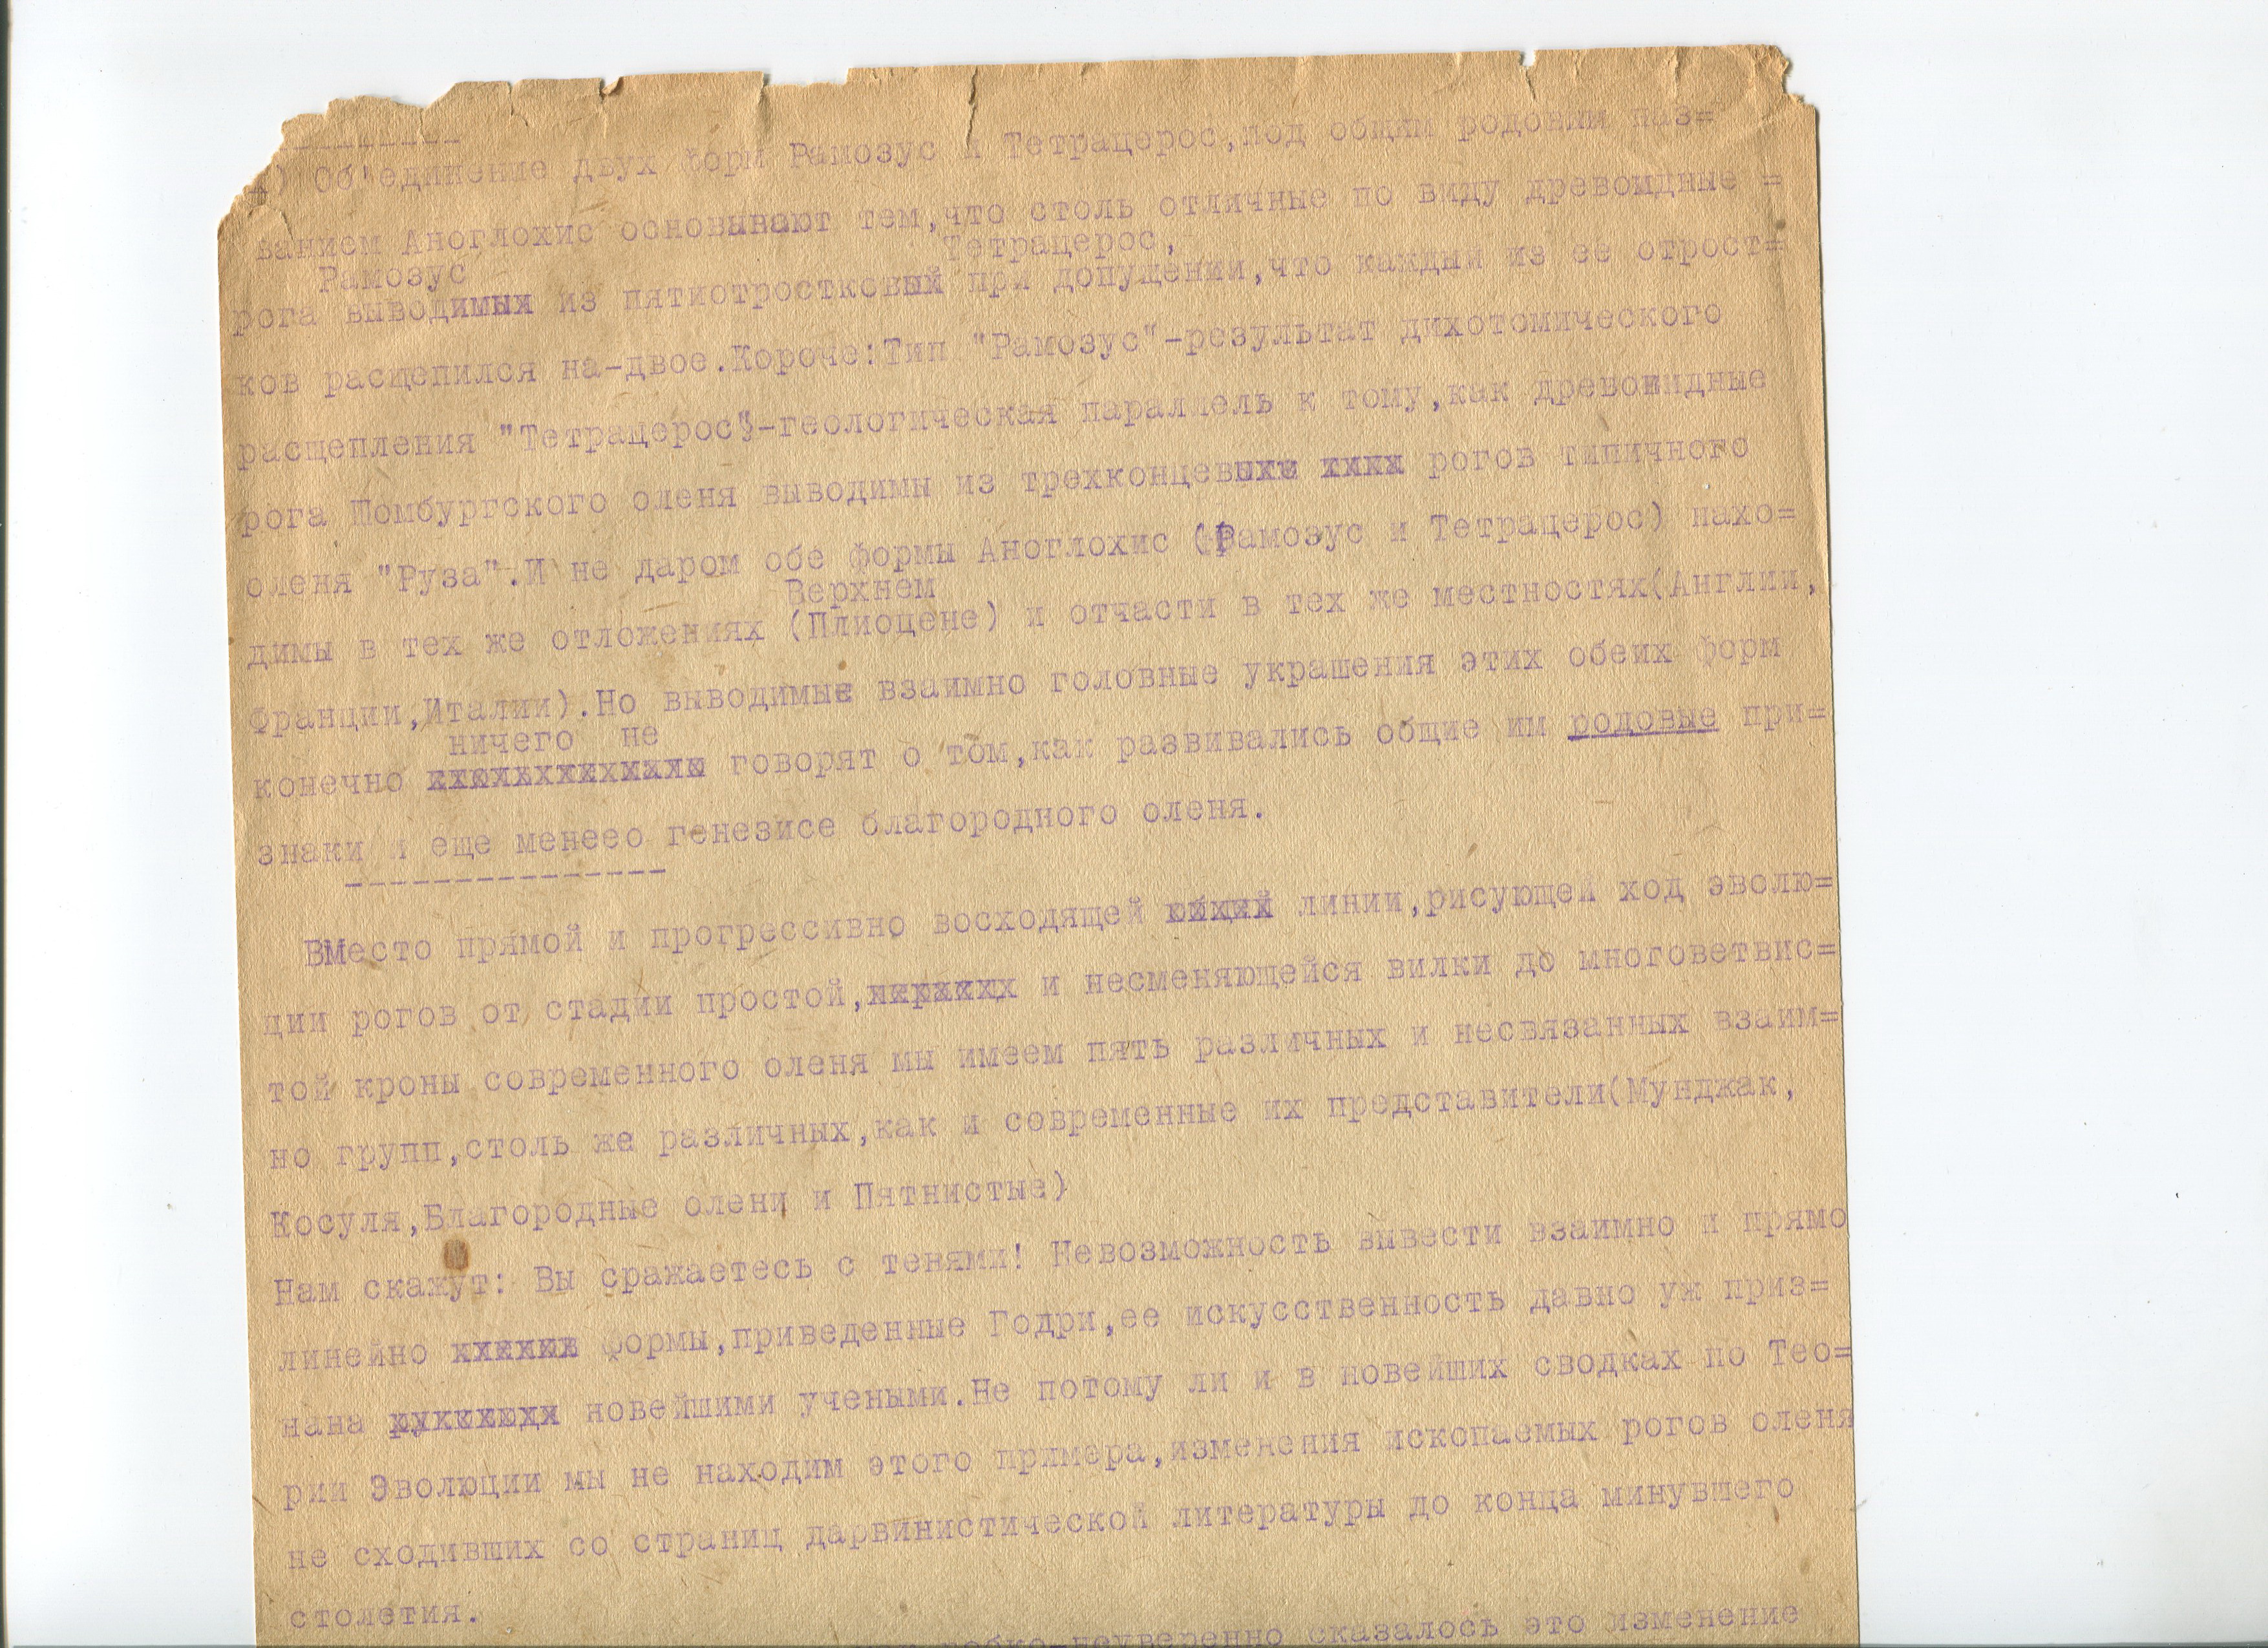 ----------
х) Об'единение двух форм Рамозус и Тетрацерос,под общим родовым наз=
ванием Аноглохис основывают тем,что столь отличные по виду древовидные =
Рамозус Тетрацерос,
рога выводимых из пятиотростковый при допущении,что каждый из ее отрост=
ков расщепился на-двое.Короче:Тип "Рамозус"-результат дихотомического
расщепления "Тетрацерос"-геологическая параллель к тому,как древовидные
рога Шомбургского оленя выводимы из трехконцевых рогов типичного
оленя "Руза".И не даром обе формы Аноглохис (Рамозус и Тетрацерос) нахо=
Верхнем
димы в тех же отложениях (Плиоцене) и отчасти в тех же местностях(Англии,
Франции,Италии).Но выводимые взаимно головные украшения этих обеих форм
ничего не
конечно говорят о том,как развивались общие им родовые при=
знаки и еще менеео генезисе благородного оленя.
---------------
ВМесто прямой и прогрессивно восходящей общей линии,рисующей ход эволю=
ции рогов от стадии простой, и несменяющейся вилки до многоветвис=
той кроны современного оленя мы имеем пять различных и несвязанных взаим=
но групп,столь же различных,как и современные их представители(Мунджак,
Косуля,Благородные олени и Пятнистые)
Нам скажут: Вы сражаетесь с тенями! Невозможность вывести взаимно и прямо
линейно формы,приведенные Годри,ее искусственность давно уж приз=
нана новейшими учеными.Не потому ли и в новейших сводках по Тео=
рии Эволюции мы не находим этого примера,изменения ископаемых рогов оленя
не сходивших со страниц дарвинистической литературы до конца минувшего
столетия.
робко-неуверенно сказалось это изменение